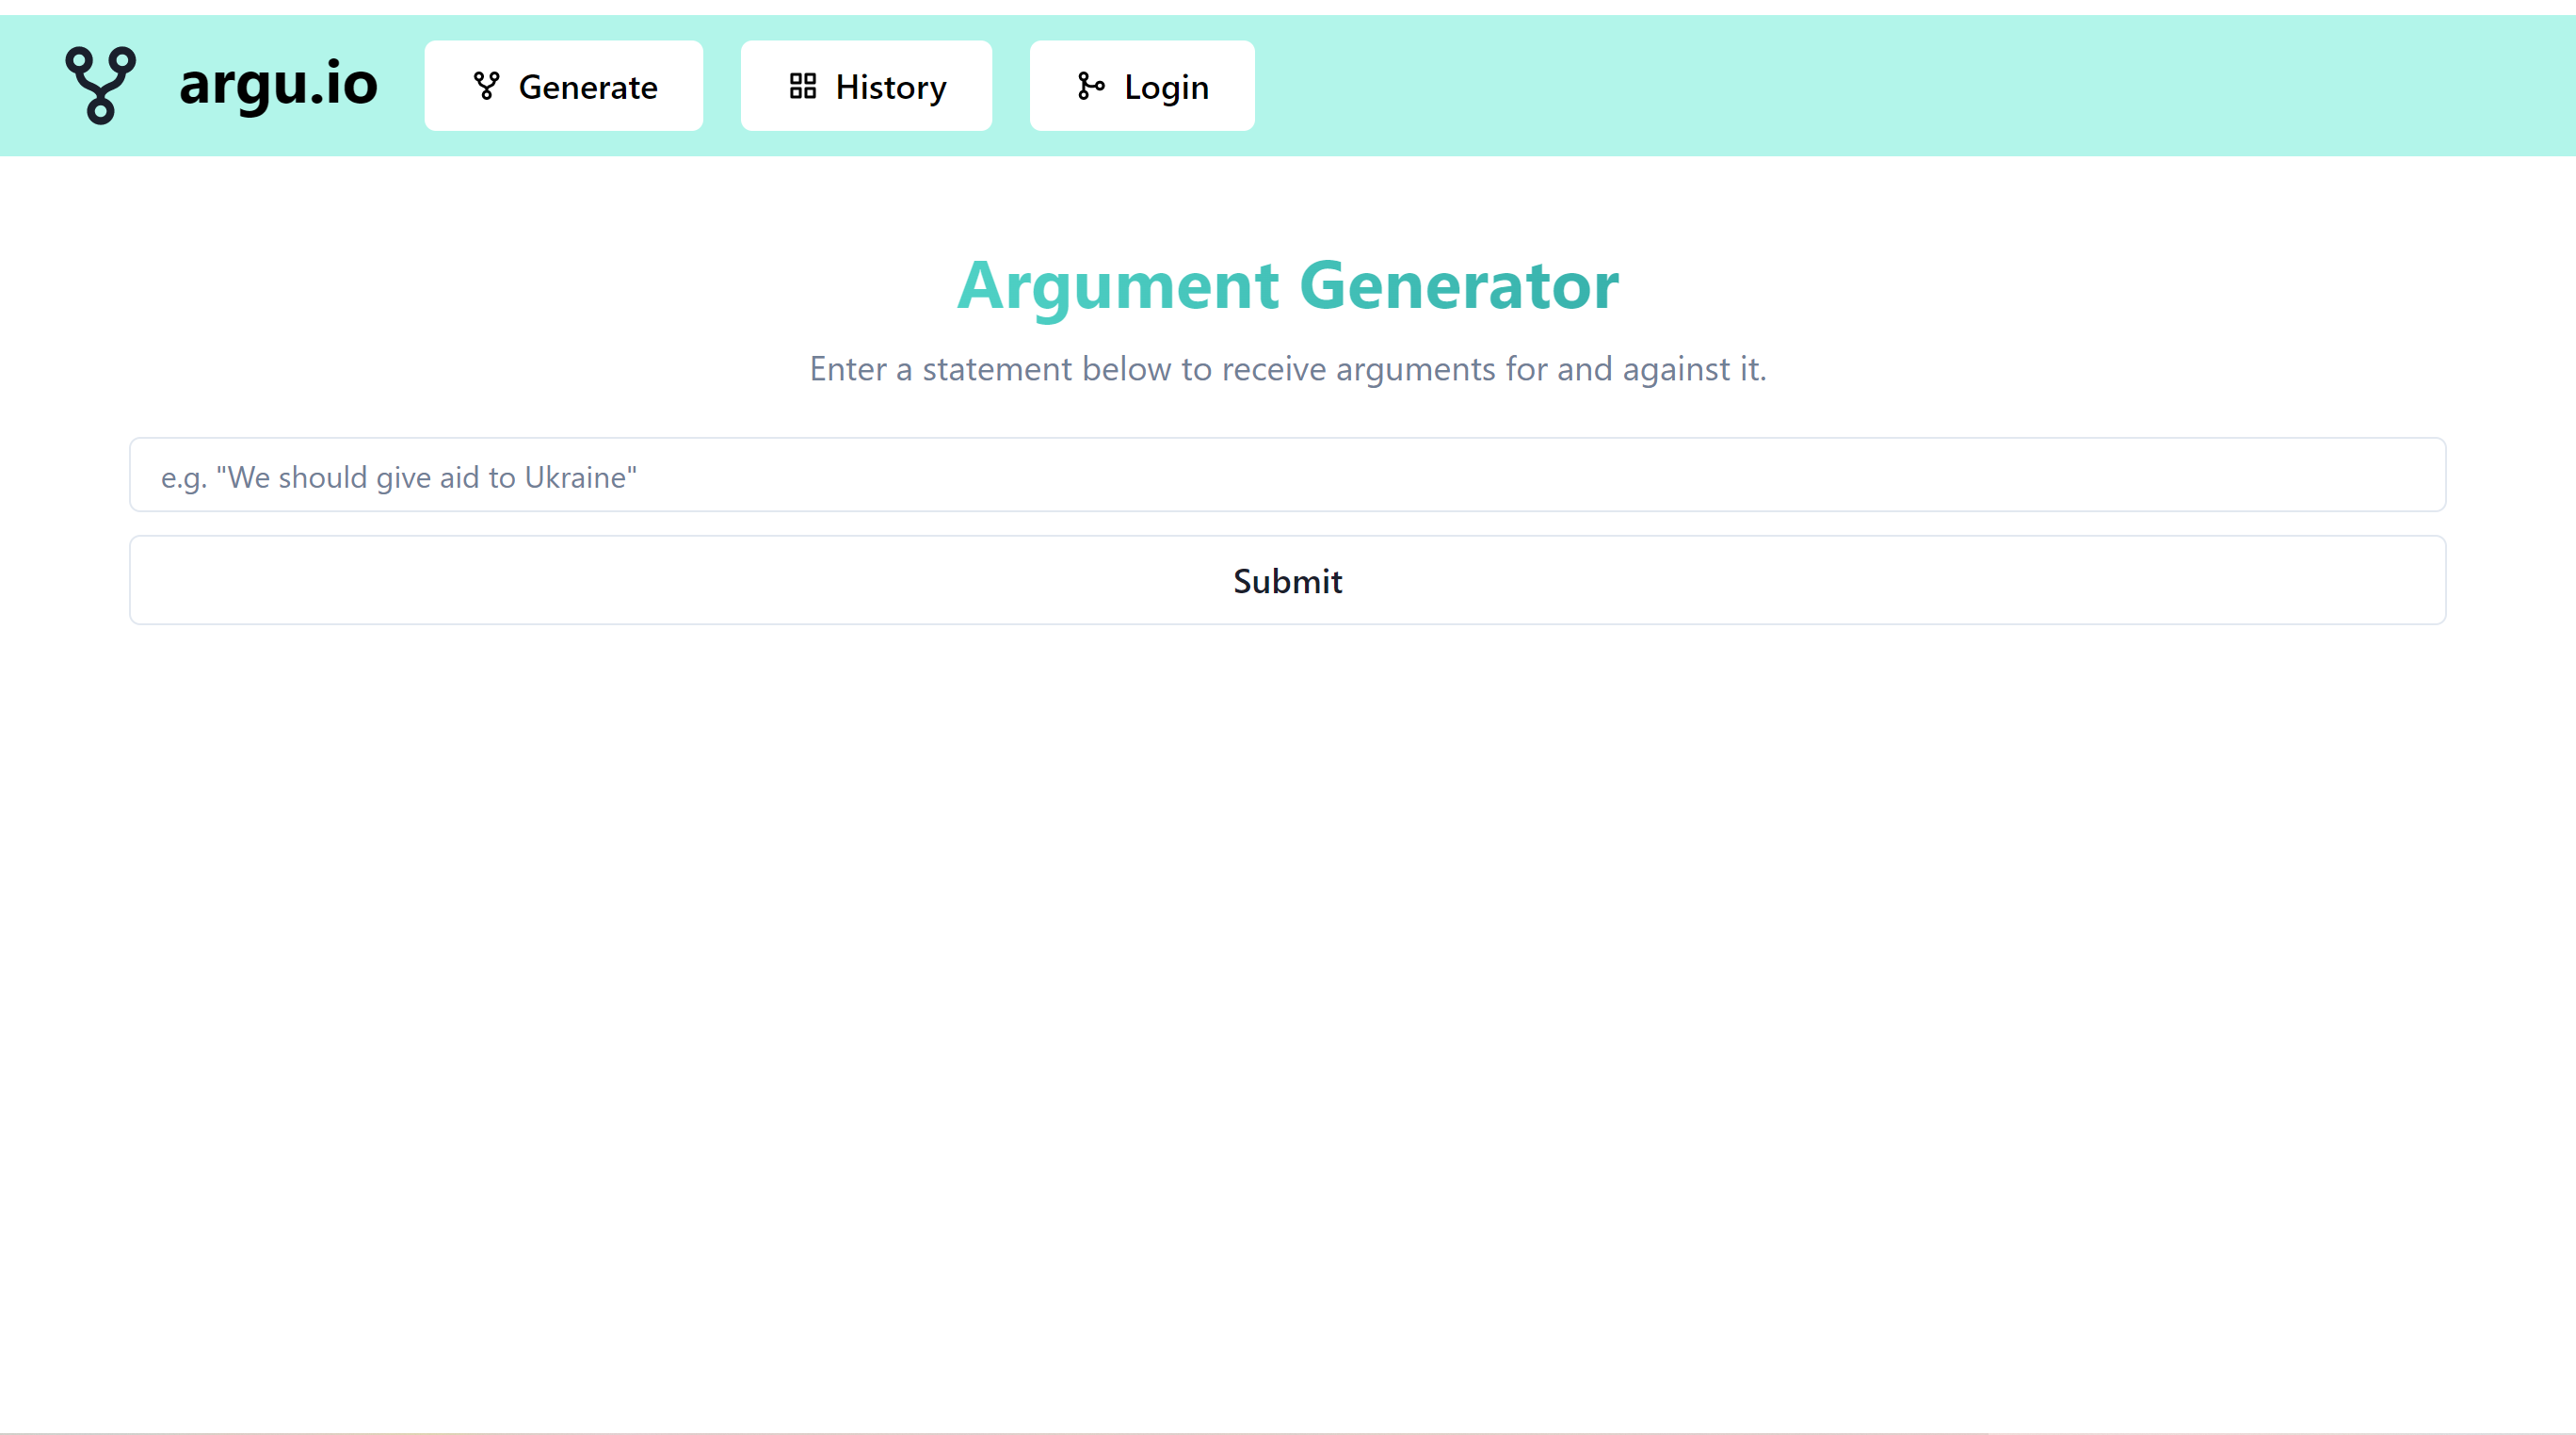 argu.io
Generate
History
Login
Argument Generator
Enter a statement below to receive arguments for and against it.
e.g. "We should give aid to Ukraine"
Submit